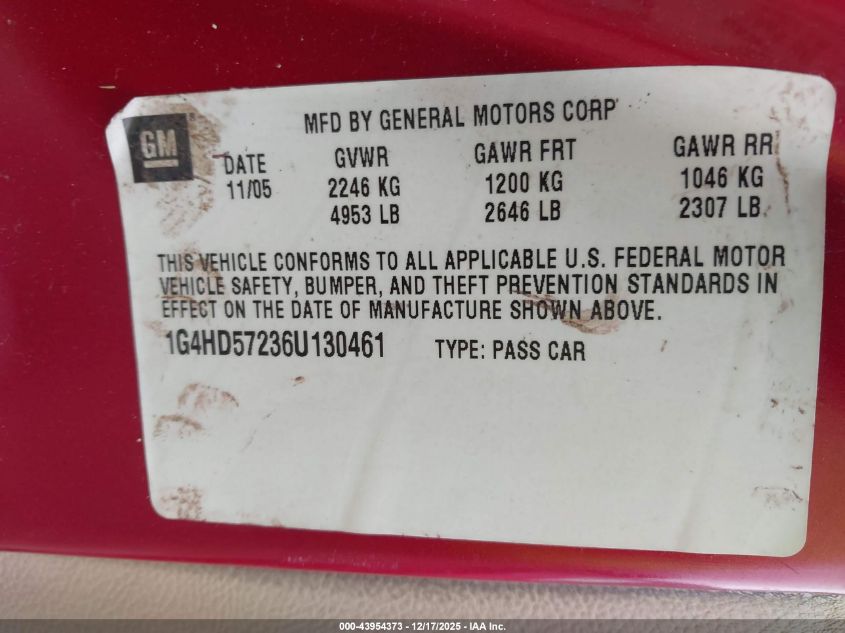 MFD BY GENERAL MOTORS CORP
GM
DATE GVWR GAWR FRT GAWR RR
11/05 2246 KG 1200 KG 1046 KG
4953 LB 2646 LB 2307 LB
THIS VEHICLE CONFORMS TO ALL APPLICABLE U.S. FEDERAL MOTOR
VEHICLE SAFETY, BUMPER, AND THEFT PREVENTION STANDARDS IN
EFFECT ON THE DATE OF MANUFACTURE SHOWN ABOVE.
1G4HD57236U130461 TYPE: PASS CAR
000-43954373 - 12/17/2025 - IAA Inc.